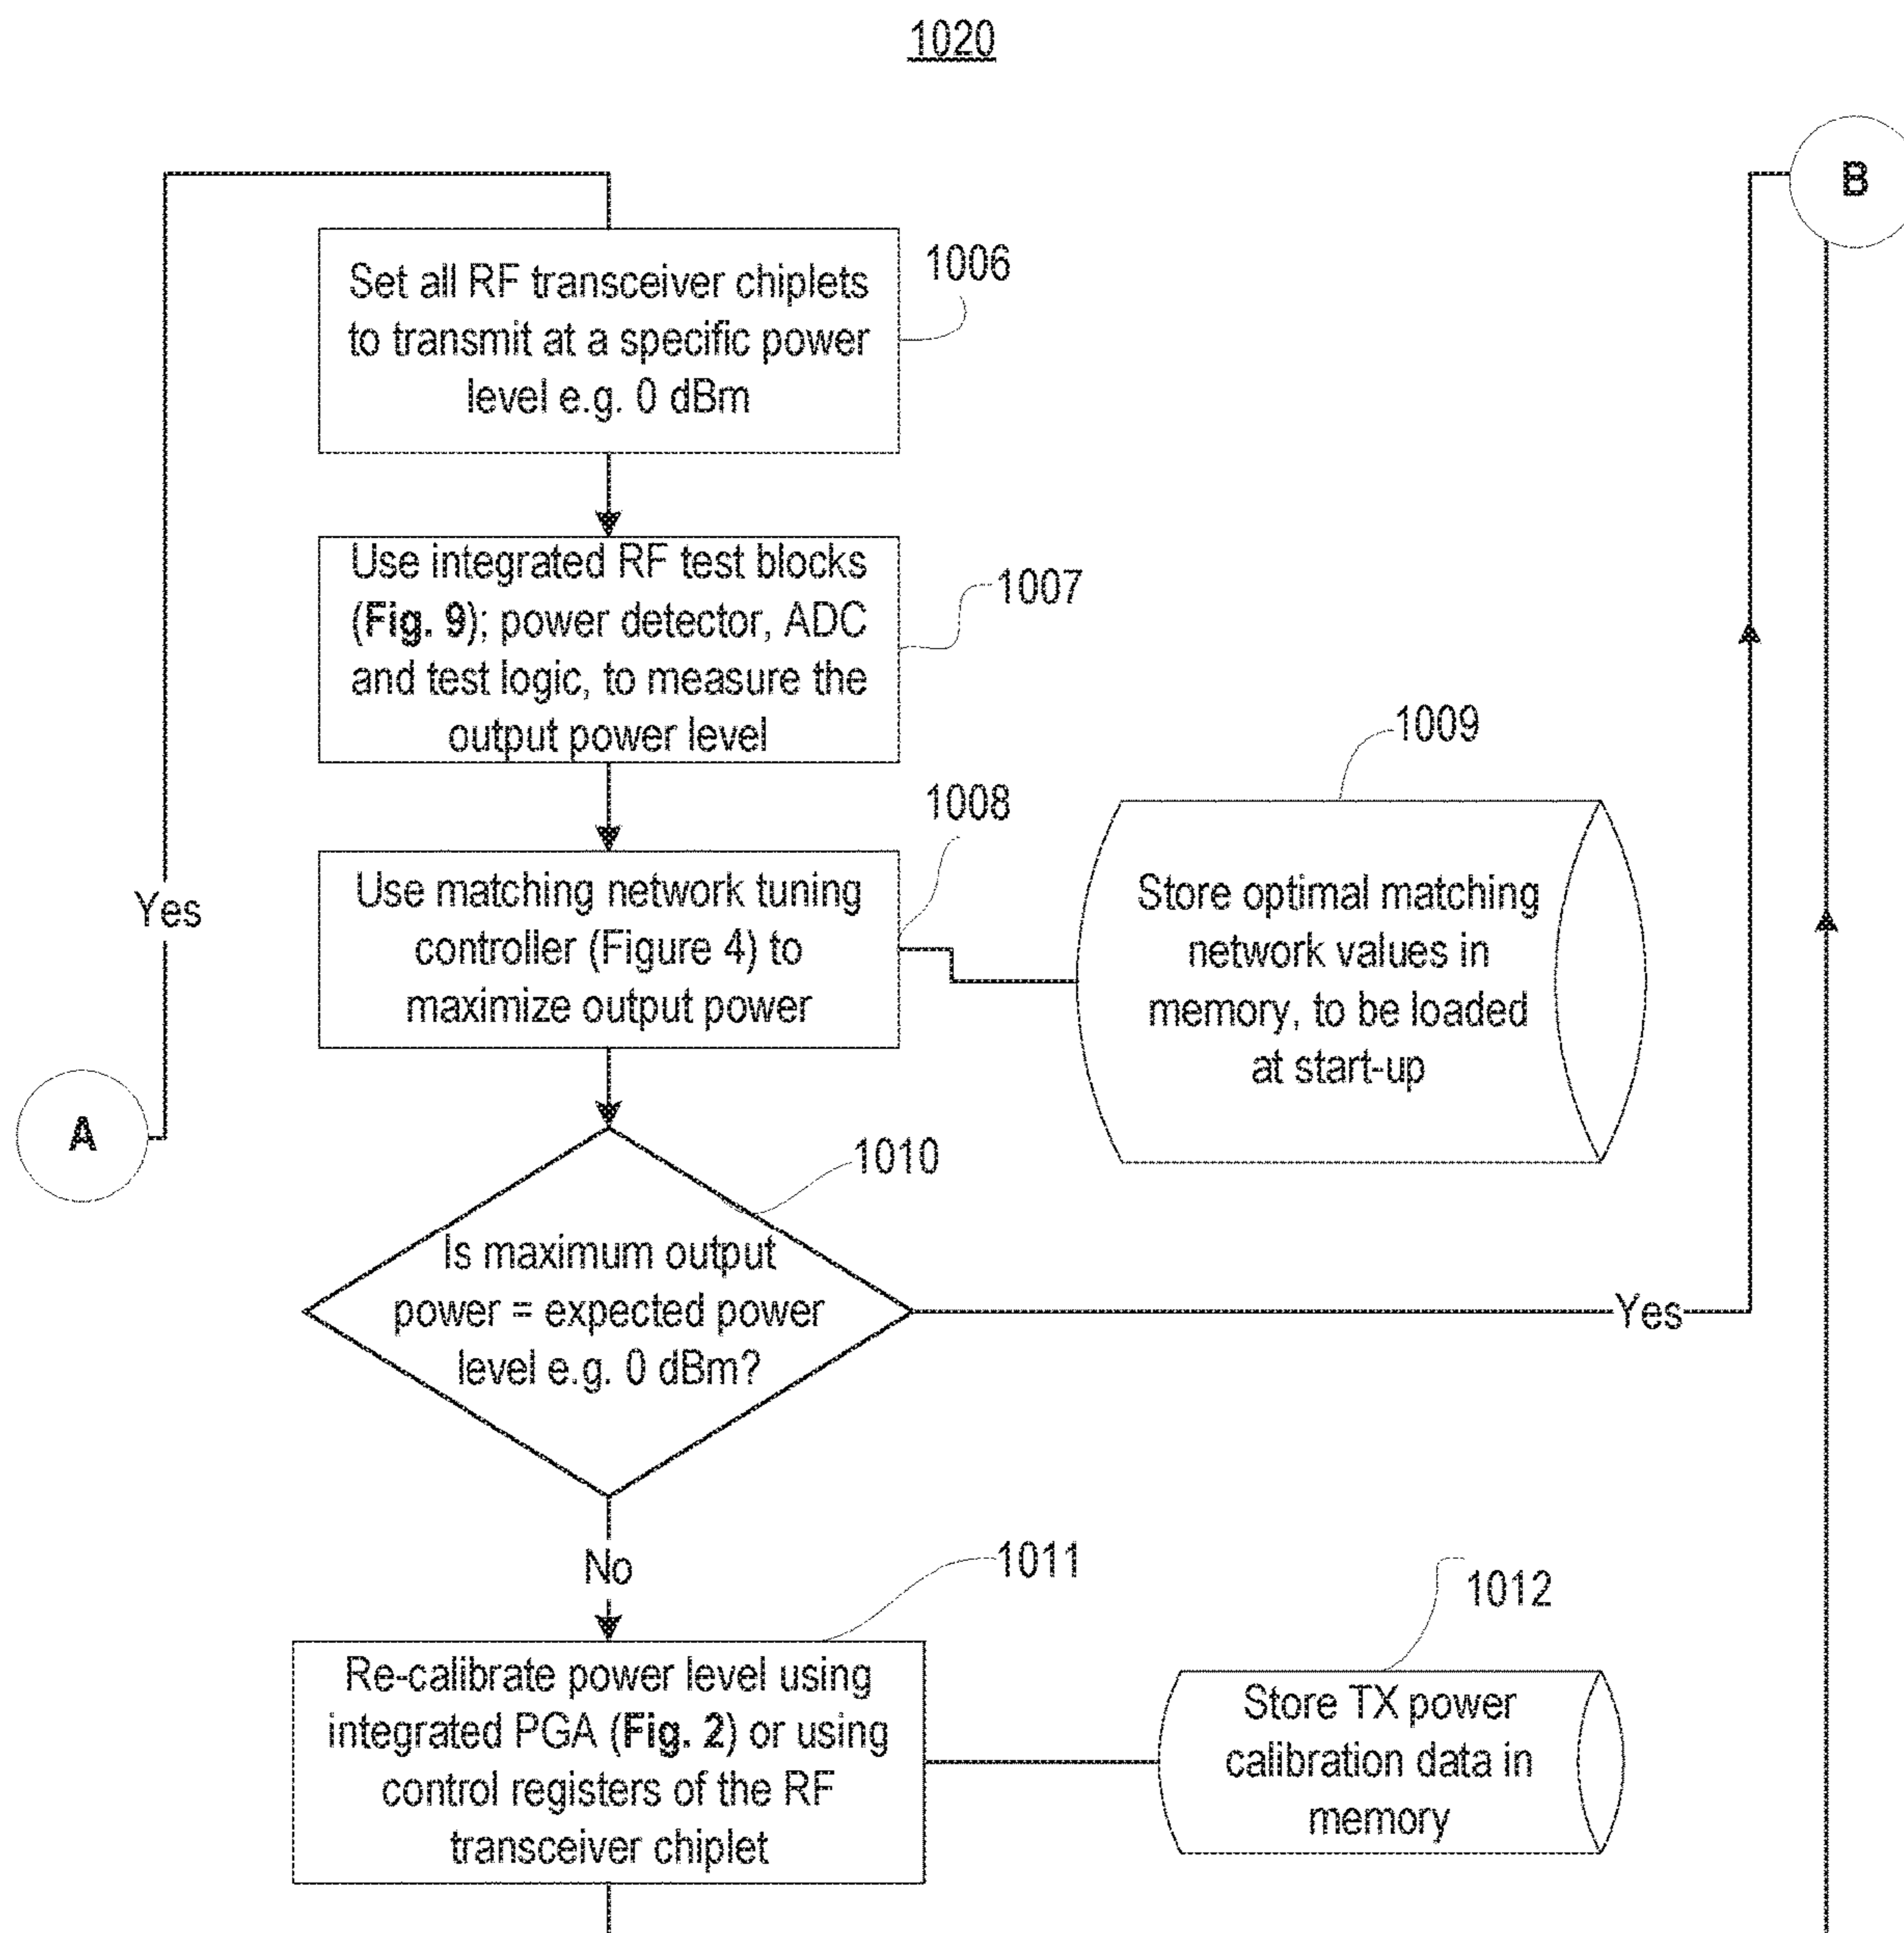 1020
B
Set all RF transceiver chiplets
to transmit at a specific power
level e.g. 0 dBm
1006
Use integrated RF test blocks
(Fig. 9); power detector, ADC
and test logic, to measure the
output power level
1007
Use matching network tuning
controller (Figure 4) to
maximize output power
1008
1009
Store optimal matching
network values in
memory, to be loaded
at start-up
Yes
A
1010
Is maximum output
power = expected power
level e.g. 0 dBm?
Yes
No
1011
Re-calibrate power level using
integrated PGA (Fig. 2) or using
control registers of the RF
transceiver chiplet
1012
Store TX power
calibration data in
memory